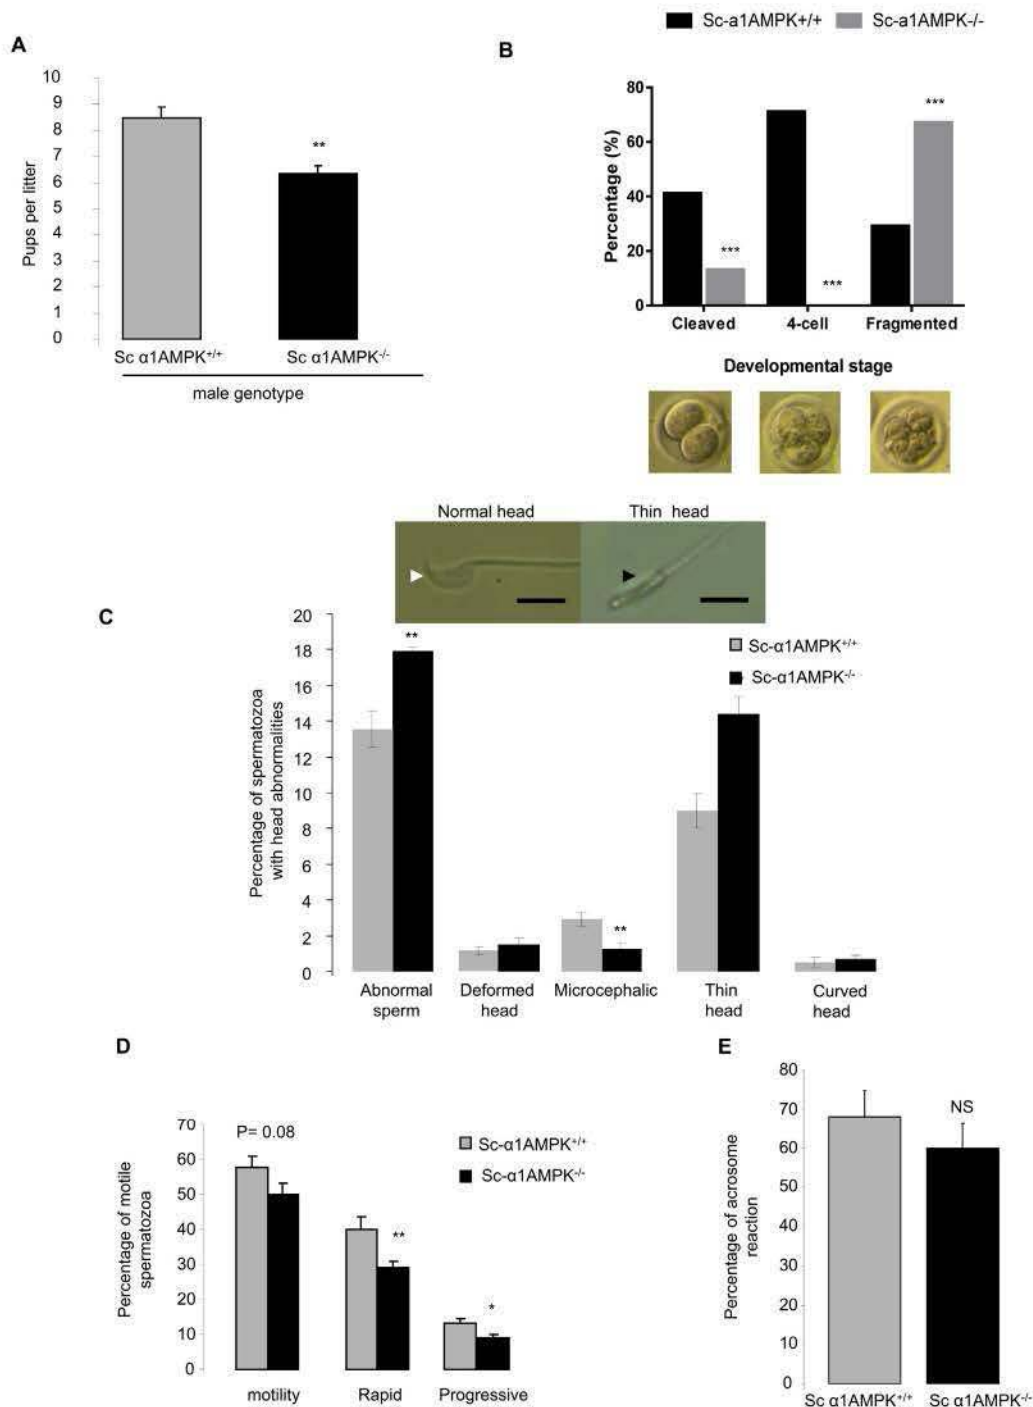 Sc-a1AMPK+/+ Sc-a1AMPK-/-
A
10
9
8
7
6
5
4
3
2
1
0
Pups per litter
**
Sc α1AMPK+/+ Sc α1AMPK-/-
male genotype
B
80
60
40
20
0
Percentage (%)
***
***
***
Cleaved 4-cell Fragmented
Developmental stage
Normal head Thin head
C
20
18
16
14
12
10
8
6
4
2
0
Percentage of spermatozoa
with head abnormalities
**
**
Sc-α1AMPK+/+
Sc-α1AMPK-/-
Abnormal
sperm
Deformed
head
Microcephalic
Thin
head
Curved
head
D
70
60
50
40
30
20
10
0
Percentage of motile
spermatozoa
P= 0.08
**
*
Sc-α1AMPK+/+
Sc-α1AMPK-/-
motility Rapid Progressive
E
80
70
60
50
40
30
20
10
0
Percentage of acrosome
reaction
NS
Sc α1AMPK+/+ Sc α1AMPK-/-